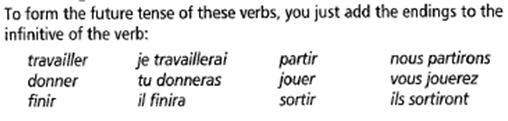 To form the future tense of these verbs, you just add the endings to the
infinitive of the verb:
travailler je travaillerai partir nous partirons
donner tu donneras jouer vous jouerez
finir il finira sortir ils sortiront